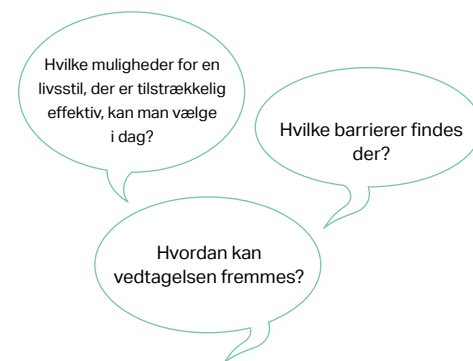 Hvilke muligheder for en
livsstil, der er tilstrækkelig
effektiv, kan man vælge
i dag?
Hvilke barrierer findes
der?
Hvordan kan
vedtagelsen fremmes?